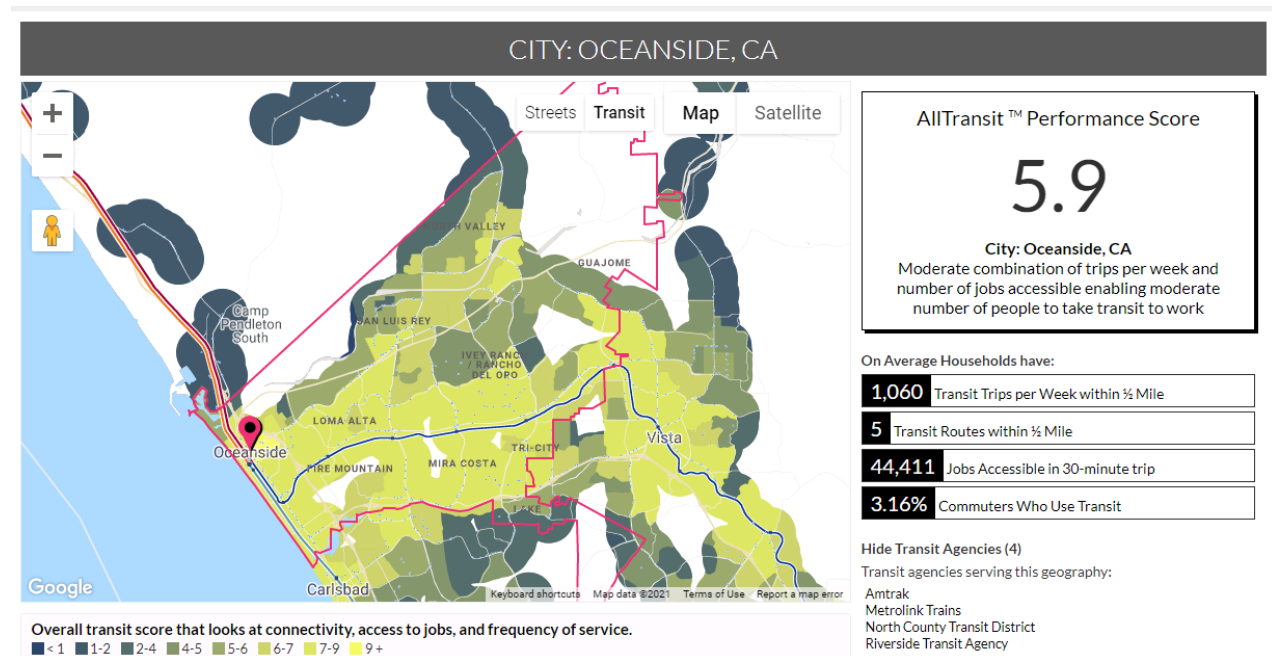 CITY: OCEANSIDE, CA
+
−
Streets Transit Map Satellite
NORTH VALLEY
GUAJOME
Camp
Pendleton
South
SAN LUIS REY
IVEY RANCH
/ RANCHO
DEL OPO
LOMA ALTA
Oceanside
FIRE MOUNTAIN
MIRA COSTA
TRI-CITY
Vista
LAKE
Carlsbad
Google
Keyboard shortcuts Map data ©2021 Terms of Use Report a map error
Overall transit score that looks at connectivity, access to jobs, and frequency of service.
< 1 1-2 2-4 4-5 5-6 6-7 7-9 9 +
AllTransit ™ Performance Score
5.9
City: Oceanside, CA
Moderate combination of trips per week and
number of jobs accessible enabling moderate
number of people to take transit to work
On Average Households have:
1,060 Transit Trips per Week within ½ Mile
5 Transit Routes within ½ Mile
44,411 Jobs Accessible in 30-minute trip
3.16% Commuters Who Use Transit
Hide Transit Agencies (4)
Transit agencies serving this geography:
Amtrak
Metrolink Trains
North County Transit District
Riverside Transit Agency